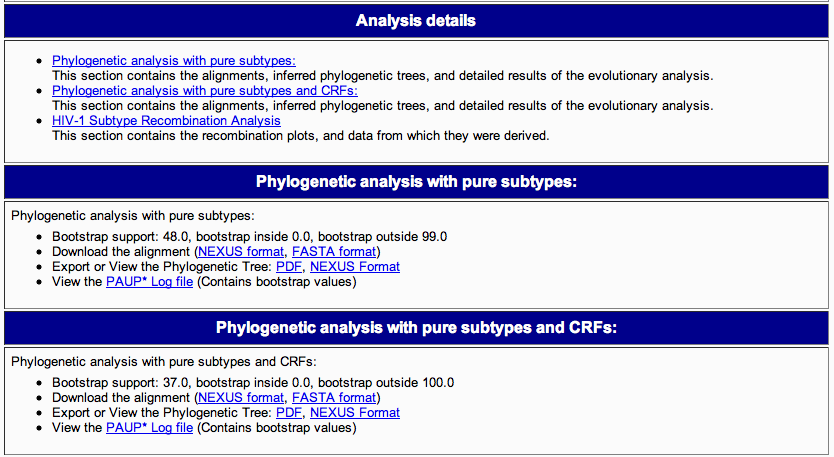 Analysis details
Phylogenetic analysis with pure subtypes:
This section contains the alignments, inferred phylogenetic trees, and detailed results of the evolutionary analysis.
Phylogenetic analysis with pure subtypes and CRFs:
This section contains the alignments, inferred phylogenetic trees, and detailed results of the evolutionary analysis.
HIV-1 Subtype Recombination Analysis
This section contains the recombination plots, and data from which they were derived.
Phylogenetic analysis with pure subtypes:
Phylogenetic analysis with pure subtypes:
Bootstrap support: 48.0, bootstrap inside 0.0, bootstrap outside 99.0
Download the alignment (NEXUS format, FASTA format)
Export or View the Phylogenetic Tree: PDF, NEXUS Format
View the PAUP* Log file (Contains bootstrap values)
Phylogenetic analysis with pure subtypes and CRFs:
Phylogenetic analysis with pure subtypes and CRFs:
Bootstrap support: 37.0, bootstrap inside 0.0, bootstrap outside 100.0
Download the alignment (NEXUS format, FASTA format)
Export or View the Phylogenetic Tree: PDF, NEXUS Format
View the PAUP* Log file (Contains bootstrap values)